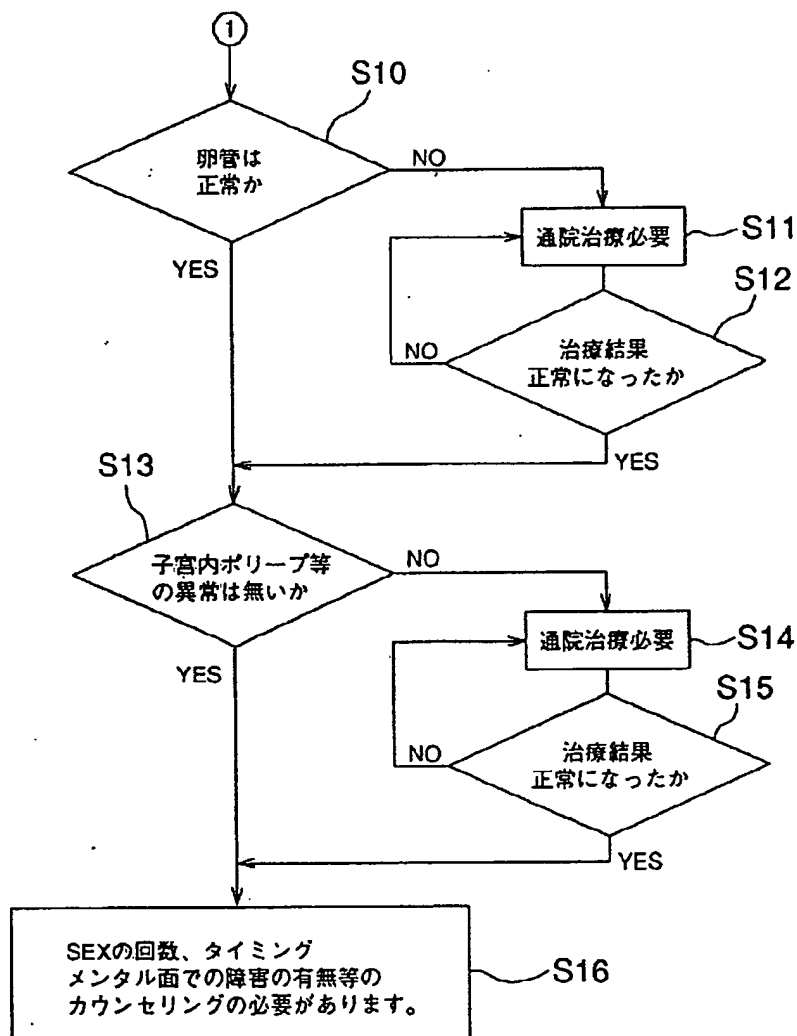 ①
S10
卵管は
正常か
NO
YES
通院治療必要
S11
S12
治療結果
正常になったか
NO
YES
S13
子宮内ポリープ等
の異常は無いか
NO
YES
通院治療必要
S14
S15
治療結果
正常になったか
NO
YES
SEXの回数、タイミング
メンタル面での障害の有無等の
カウンセリングの必要があります。
S16